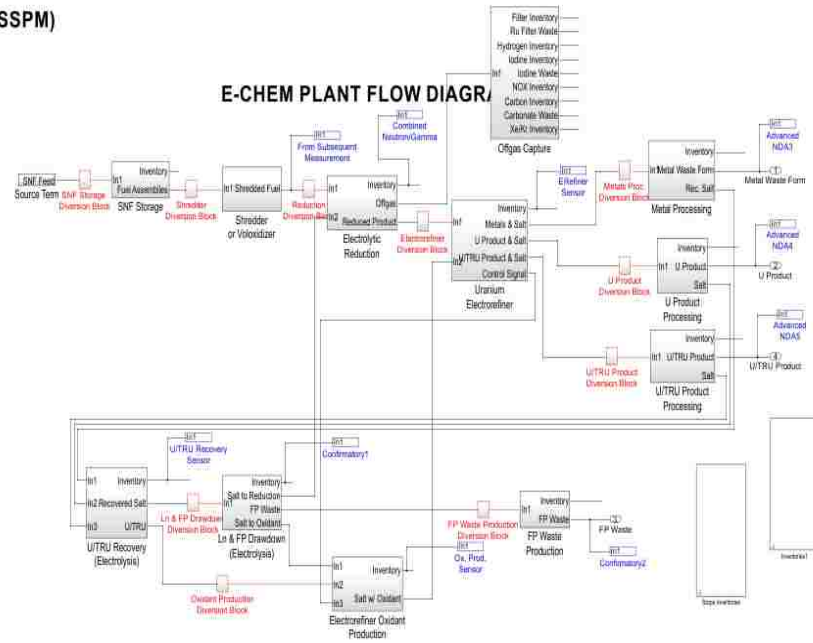 SSPM)
E-CHEM PLANT FLOW DIAGRA
Filter Inventory
Ru Filter Waste
Hydrogen Inventory
Iodine Inventory
In1
Iodine Waste
NOX Inventory
Carbon Inventory
Carbonate Waste
Xe/Kr Inventory
Offgas Capture
SNF Feed
Source Term
SNF Storage
Diversion Block
In1
Inventory
Fuel Assemblies
SNF Storage
Shredder
Diversion Block
In1 Shredded Fuel
Shredder
or Voloxidizer
In1
From Subsequent
Measurement
Reduction
Diversion Block
In1
Combined
Neutron/Gamma
In1
In2
Inventory
Offgas
Reduced Product
Electrolytic
Reduction
Electrorefiner
Diversion Block
In1
In2
Inventory
Metals & Salt
U Product & Salt
U/TRU Product & Salt
Control Signal
Uranium
Electrorefiner
In1
ERefiner
Sensor
Metals Proc.
Diversion Block
Inventory
In1 Metal Waste Form
Rec. Salt
Metal Processing
In1
Advanced
NDA3
1
Metal Waste Form
U Product
Diversion Block
Inventory
In1 U Product
Salt
U Product
Processing
In1
Advanced
NDA4
2
U Product
U/TRU Product
Diversion Block
Inventory
In1 U/TRU Product
Salt
U/TRU Product
Processing
In1
Advanced
NDA5
4
U/TRU Product
In1
U/TRU Recovery
Sensor
In1
Inventory
In2 Recovered Salt
In3
U/TRU
U/TRU Recovery
(Electrolysis)
Ln & FP Drawdown
Diversion Block
In1
Inventory
Salt to Reduction
FP Waste
Salt to Oxidant
Ln & FP Drawdown
(Electrolysis)
In1
Confirmatory1
Oxidant Production
Diversion Block
In1
In2
In3
Inventory
Salt w/ Oxidant
Electrorefiner Oxidant
Production
In1
Ox. Prod.
Sensor
FP Waste Production
Diversion Block
In1
Inventory
FP Waste
FP Waste
Production
3
FP Waste
In1
Confirmatory2
Inventories1